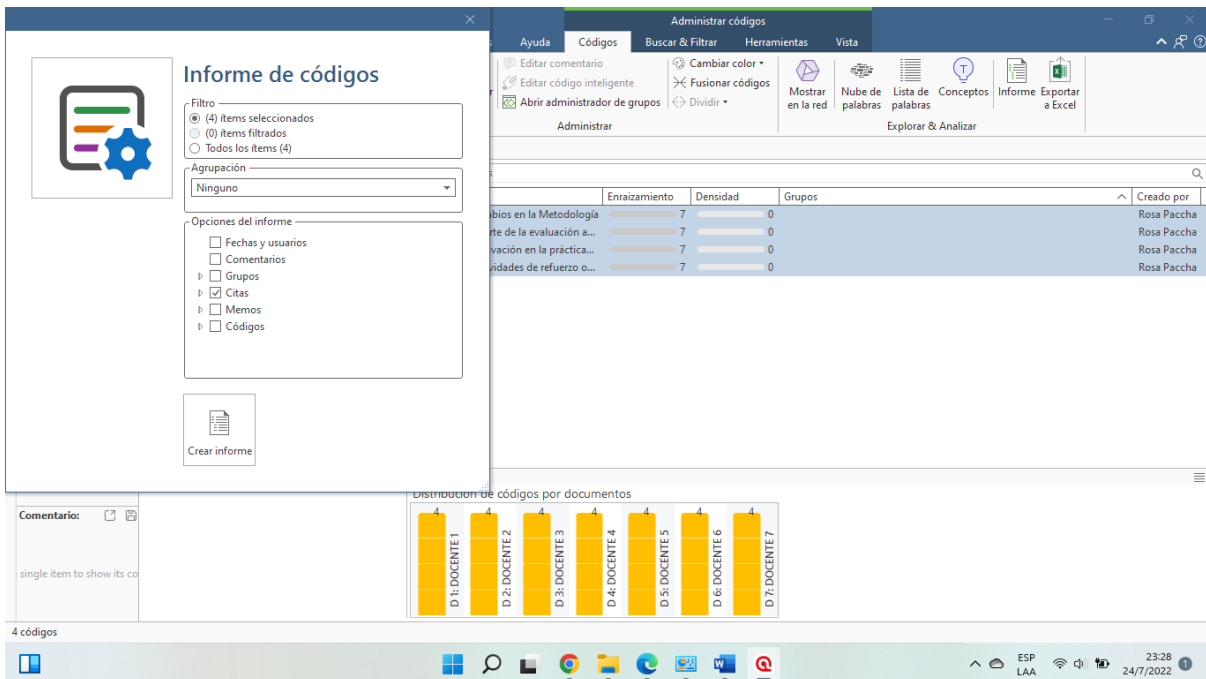 Administrar códigos
Ayuda Códigos Buscar & Filtrar Herramientas Vista
Informe de códigos
Filtro
(4) ítems seleccionados
(0) ítems filtrados
Todos los ítems (4)
Agrupación
Ninguno
Opciones del informe
Fechas y usuarios
Comentarios
Grupos
Citas
Memos
Códigos
Crear informe
Editar comentario
Editar código inteligente
Abrir administrador de grupos
Cambiar color
Fusionar códigos
Dividir
Administrar
Mostrar en la red
Nube de palabras
Lista de palabras
Conceptos
Informe
Exportar a Excel
Explorar & Analizar
Enraizamiento Densidad Grupos Creado por
bios en la Metodología 7 0 Rosa Paccha
rte de la evaluación a... 7 0 Rosa Paccha
vación en la práctica... 7 0 Rosa Paccha
vidades de refuerzo o... 7 0 Rosa Paccha
Distribución de códigos por documentos
4 4 4 4 4 4 4
D 1: DOCENTE 1
D 2: DOCENTE 2
D 3: DOCENTE 3
D 4: DOCENTE 4
D 5: DOCENTE 5
D 6: DOCENTE 6
D 7: DOCENTE 7
Comentario:
single item to show its co
4 códigos
ESP
LAA
23:28
24/7/2022
1